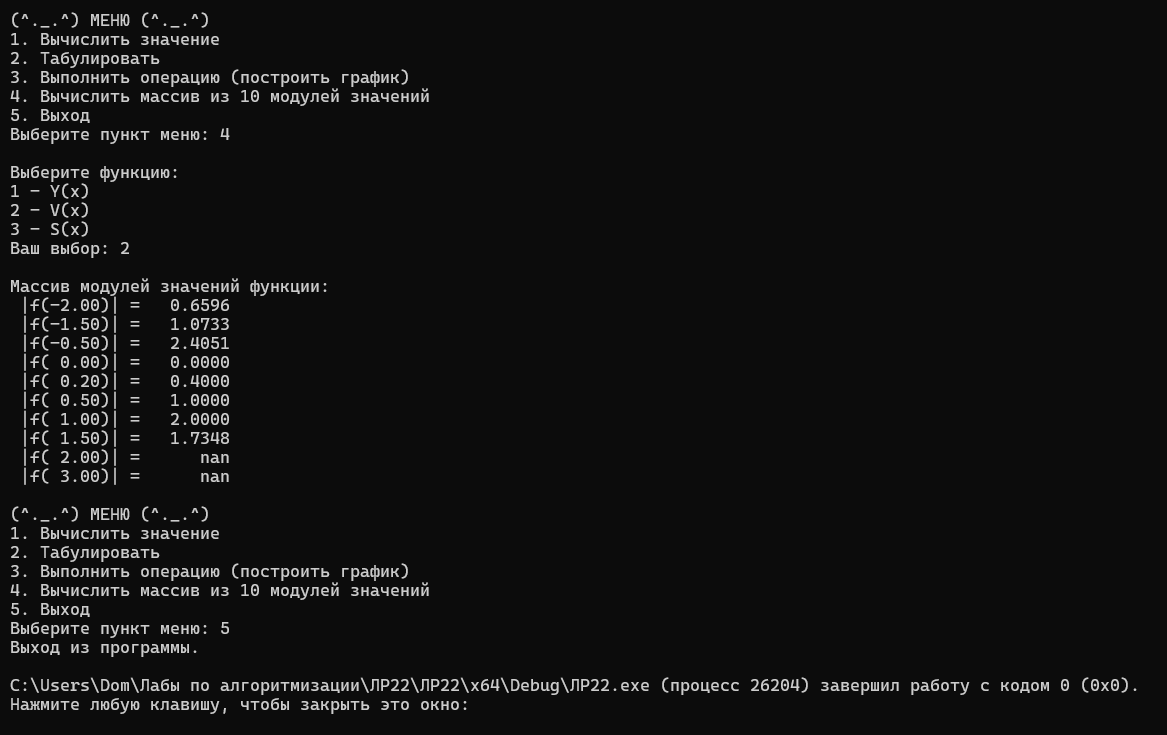 (^._.^) МЕНЮ (^._.^)
1. Вычислить значение
2. Табулировать
3. Выполнить операцию (построить график)
4. Вычислить массив из 10 модулей значений
5. Выход
Выберите пункт меню: 4
Выберите функцию:
1 - Y(x)
2 - V(x)
3 - S(x)
Ваш выбор: 2
Массив модулей значений функции:
|f(-2.00)| =   0.6596
|f(-1.50)| =   1.0733
|f(-0.50)| =   2.4051
|f( 0.00)| =   0.0000
|f( 0.20)| =   0.4000
|f( 0.50)| =   1.0000
|f( 1.00)| =   2.0000
|f( 1.50)| =   1.7348
|f( 2.00)| =      nan
|f( 3.00)| =      nan
(^._.^) МЕНЮ (^._.^)
1. Вычислить значение
2. Табулировать
3. Выполнить операцию (построить график)
4. Вычислить массив из 10 модулей значений
5. Выход
Выберите пункт меню: 5
Выход из программы.
C:\Users\Dom\Лабы по алгоритмизации\ЛР22\ЛР22\x64\Debug\ЛР22.exe (процесс 26204) завершил работу с кодом 0 (0x0).
Нажмите любую клавишу, чтобы закрыть это окно: